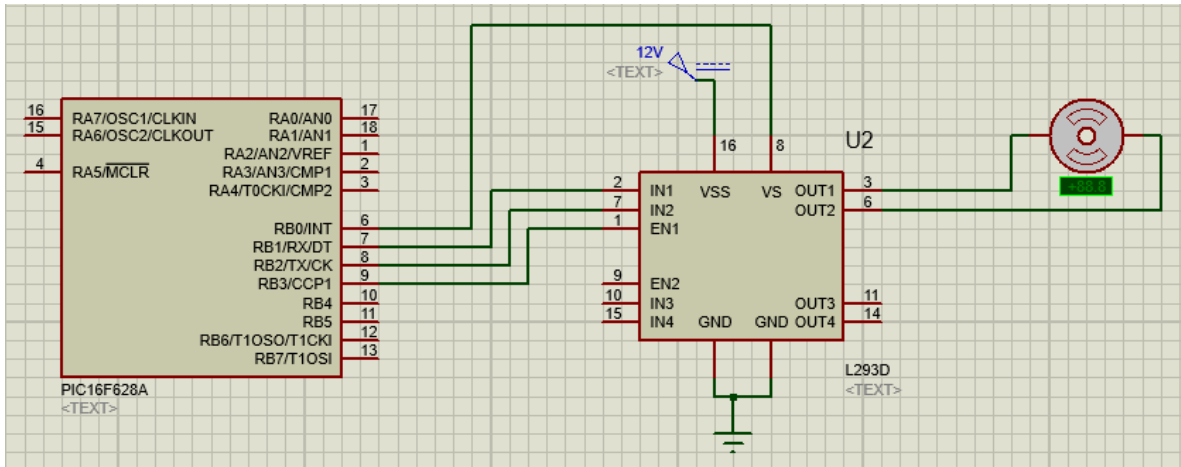 12V
<TEXT>
16 RA7/OSC1/CLKIN RA0/AN0 17
15 RA6/OSC2/CLKOUT RA1/AN1 18
RA2/AN2/VREF 1
4 RA5/MCLR RA3/AN3/CMP1 2
RA4/T0CKI/CMP2 3
RB0/INT 6
RB1/RX/DT 7
RB2/TX/CK 8
RB3/CCP1 9
RB4 10
RB5 11
RB6/T1OSO/T1CKI 12
RB7/T1OSI 13
PIC16F628A
<TEXT>
16 8 U2
2 IN1 VSS VS OUT1 3
7 IN2 OUT2 6
1 EN1
9 EN2
10 IN3 OUT3 11
15 IN4 GND GND OUT4 14
L293D
<TEXT>
+88.8